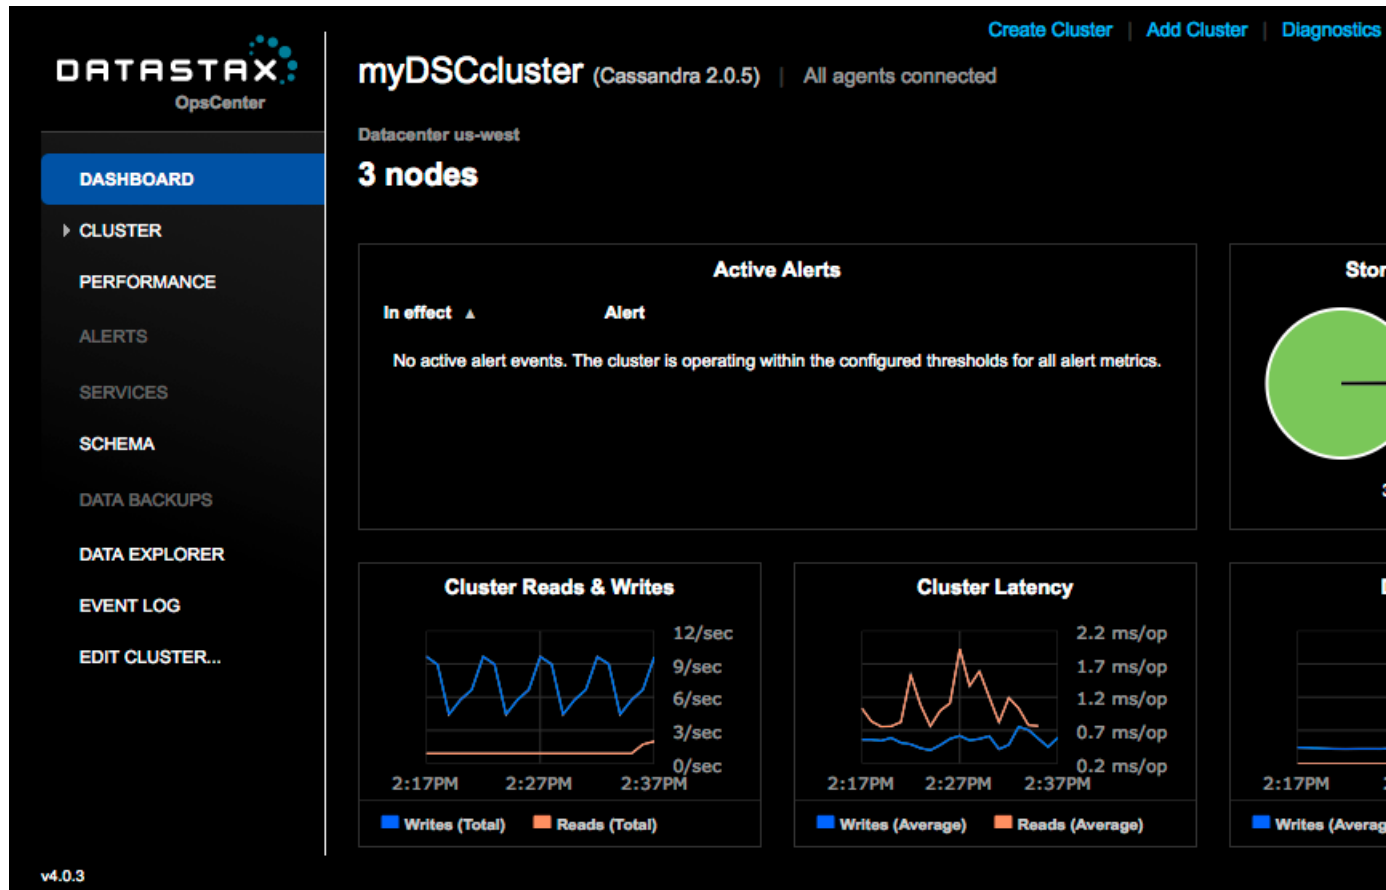 Create Cluster | Add Cluster | Diagnostics
DATASTAX
OpsCenter
myDSCcluster (Cassandra 2.0.5) | All agents connected
Datacenter us-west
3 nodes
DASHBOARD
CLUSTER
PERFORMANCE
ALERTS
SERVICES
SCHEMA
DATA BACKUPS
DATA EXPLORER
EVENT LOG
EDIT CLUSTER...
Active Alerts
In effect ▲ Alert
No active alert events. The cluster is operating within the configured thresholds for all alert metrics.
Cluster Reads & Writes
12/sec
9/sec
6/sec
3/sec
0/sec
2:17PM 2:27PM 2:37PM
Writes (Total) Reads (Total)
Cluster Latency
2.2 ms/op
1.7 ms/op
1.2 ms/op
0.7 ms/op
0.2 ms/op
2:17PM 2:27PM 2:37PM
Writes (Average) Reads (Average)
2:17PM
Writes (Averag
v4.0.3